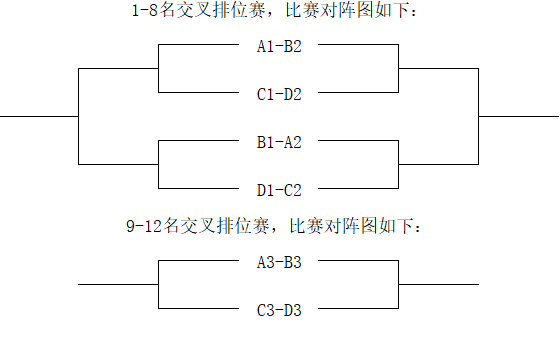 1-8名交叉排位赛，比赛对阵图如下：
A1-B2
C1-D2
B1-A2
D1-C2
9-12名交叉排位赛，比赛对阵图如下：
A3-B3
C3-D3